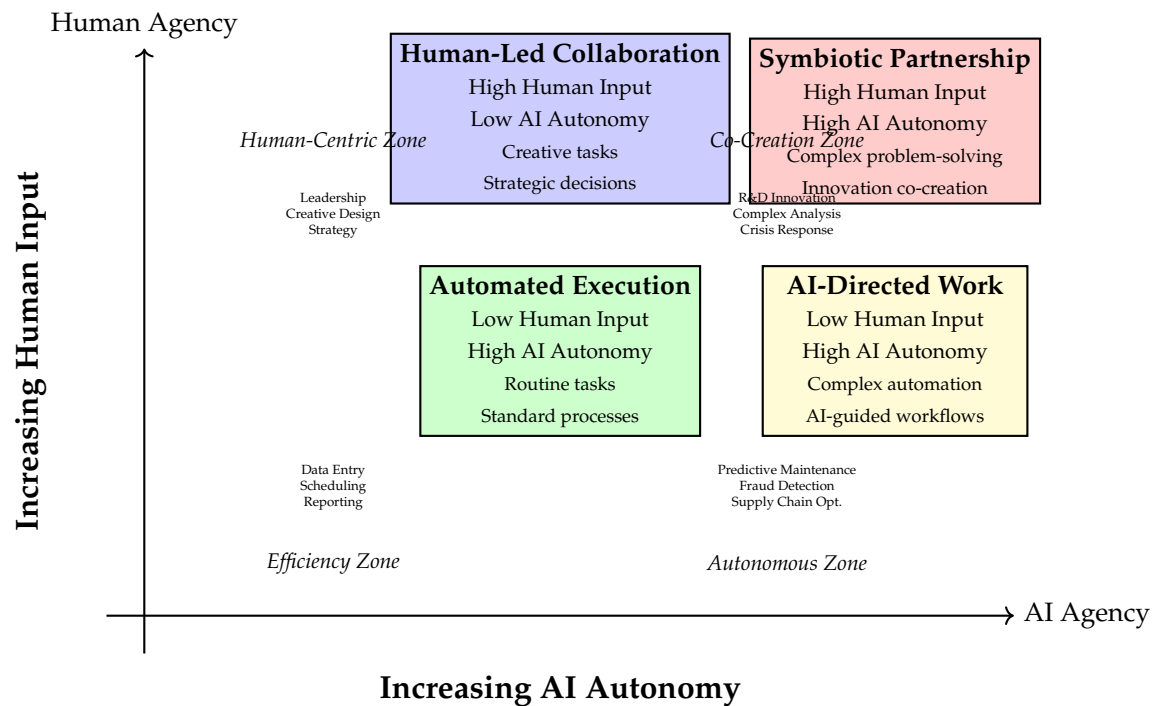 Human Agency
Human-Led Collaboration
High Human Input
Low AI Autonomy
Creative tasks
Strategic decisions
Symbiotic Partnership
High Human Input
High AI Autonomy
Complex problem-solving
Innovation co-creation
Human-Centric Zone
Co-Creation Zone
Leadership
Creative Design
Strategy
R&D Innovation
Complex Analysis
Crisis Response
Increasing Human Input
Automated Execution
Low Human Input
High AI Autonomy
Routine tasks
Standard processes
AI-Directed Work
Low Human Input
High AI Autonomy
Complex automation
AI-guided workflows
Data Entry
Scheduling
Reporting
Predictive Maintenance
Fraud Detection
Supply Chain Opt.
Efficiency Zone
Autonomous Zone
AI Agency
Increasing AI Autonomy